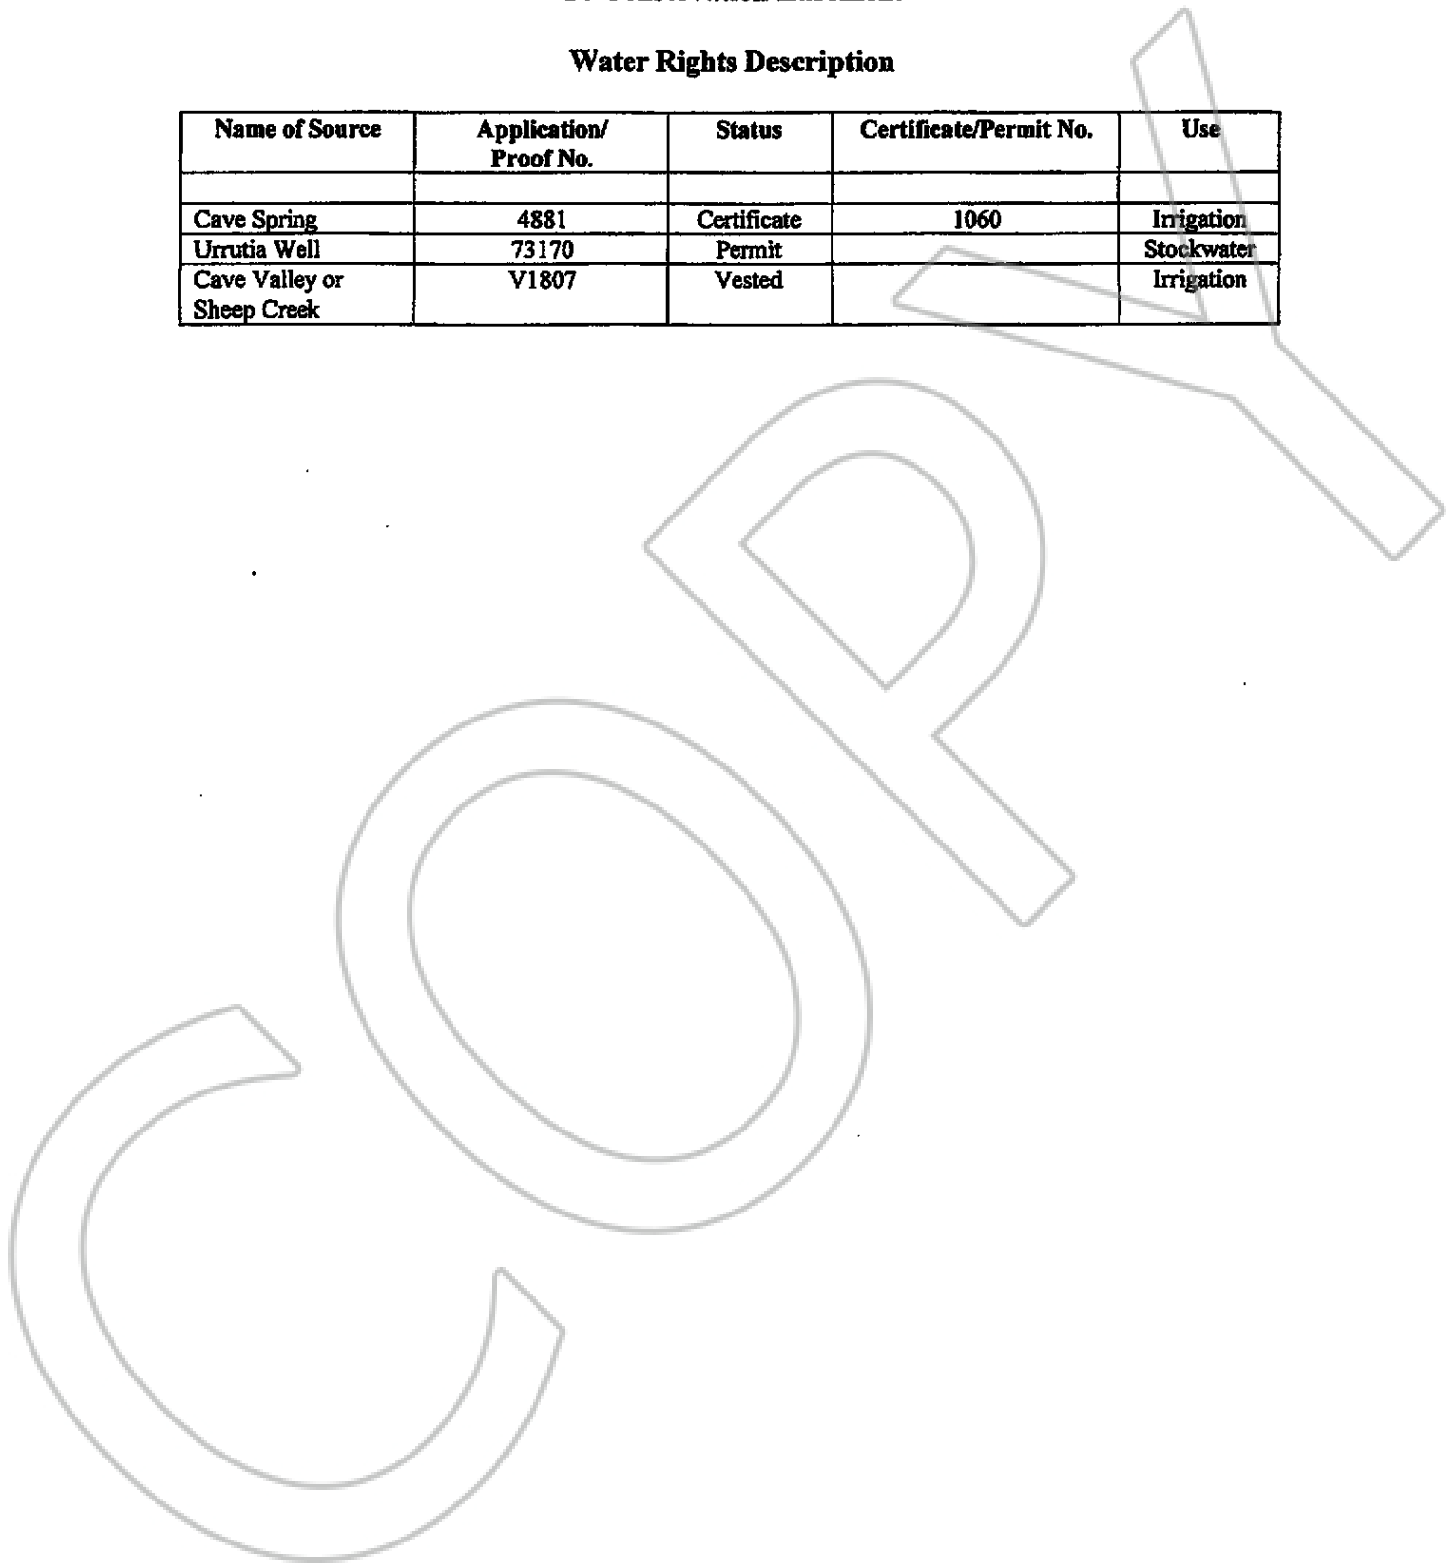 Water Rights Description
Name of Source Application/ Status Certificate/Permit No. Use
Proof No.
Cave Spring 4881 Certificate 1060 Irrigation
Urrutia Well 73170 Permit Stockwater
Cave Valley or V1807 Vested Irrigation
Sheep Creek
COPY